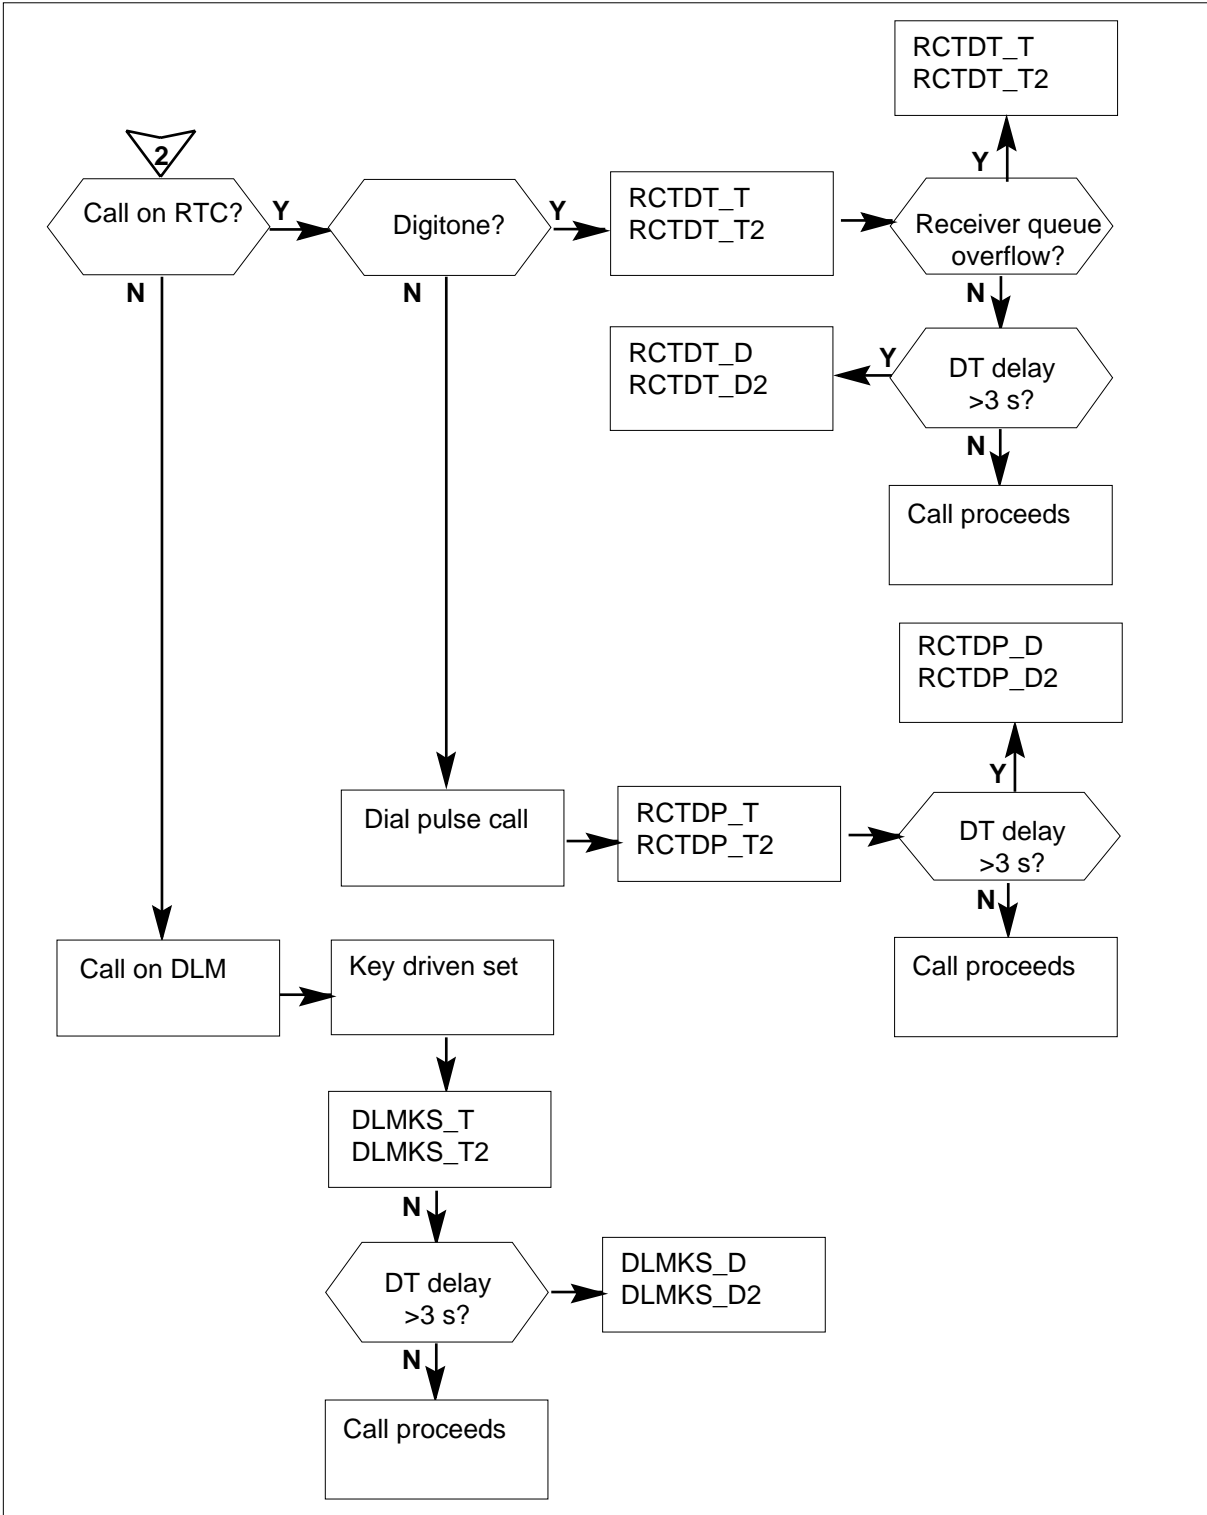 RCTDT_T
RCTDT_T2
2
Y
Call on RTC?
Y
Digitone?
Y
RCTDT_T
RCTDT_T2
Receiver queue
overflow?
N
N
N
RCTDT_D
RCTDT_D2
Y
DT delay
>3 s?
N
Call proceeds
RCTDP_D
RCTDP_D2
Y
Dial pulse call
RCTDP_T
RCTDP_T2
DT delay
>3 s?
N
Call on DLM
Key driven set
Call proceeds
DLMKS_T
DLMKS_T2
N
DT delay
>3 s?
DLMKS_D
DLMKS_D2
N
Call proceeds